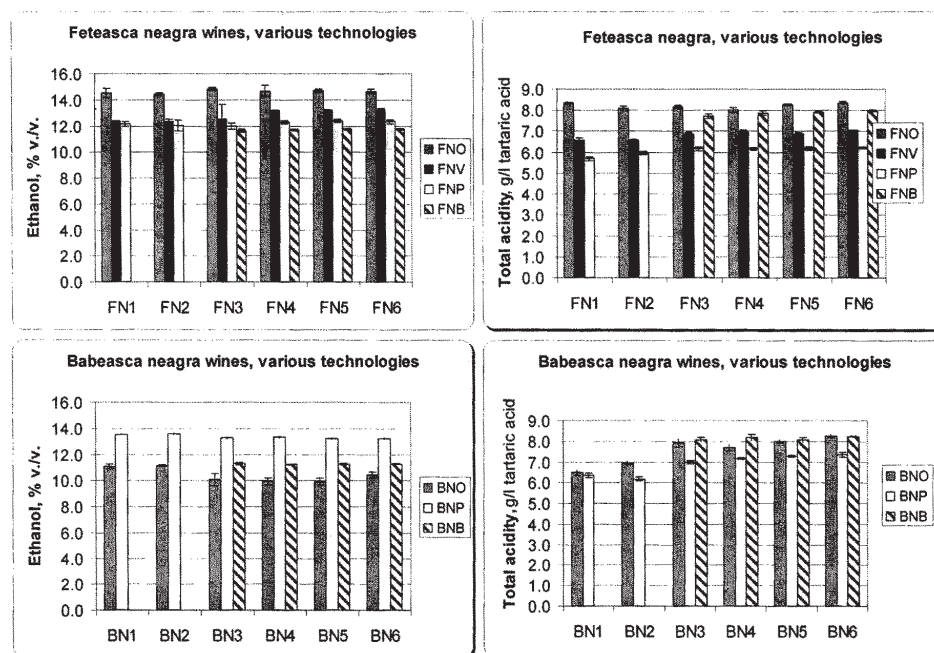 Feteasca neagra wines, various technologies
Ethanol, % v./v.
16.0
14.0
12.0
10.0
8.0
6.0
4.0
2.0
0.0
FN1 FN2 FN3 FN4 FN5 FN6
FNO
FNV
FNP
FNB
Feteasca neagra, various technologies
Total acidity, g/l tartaric acid
9.0
8.0
7.0
6.0
5.0
4.0
3.0
2.0
1.0
0.0
FN1 FN2 FN3 FN4 FN5 FN6
FNO
FNV
FNP
FNB
Babeasca neagra wines, various technologies
Ethanol, % v./v.
16.0
14.0
12.0
10.0
8.0
6.0
4.0
2.0
0.0
BN1 BN2 BN3 BN4 BN5 BN6
BNO
BNP
BNB
Babeasca neagra wines, various technologies
Total acidity, g/l tartaric acid
9.0
8.0
7.0
6.0
5.0
4.0
3.0
2.0
1.0
0.0
BN1 BN2 BN3 BN4 BN5 BN6
BNO
BNP
BNB